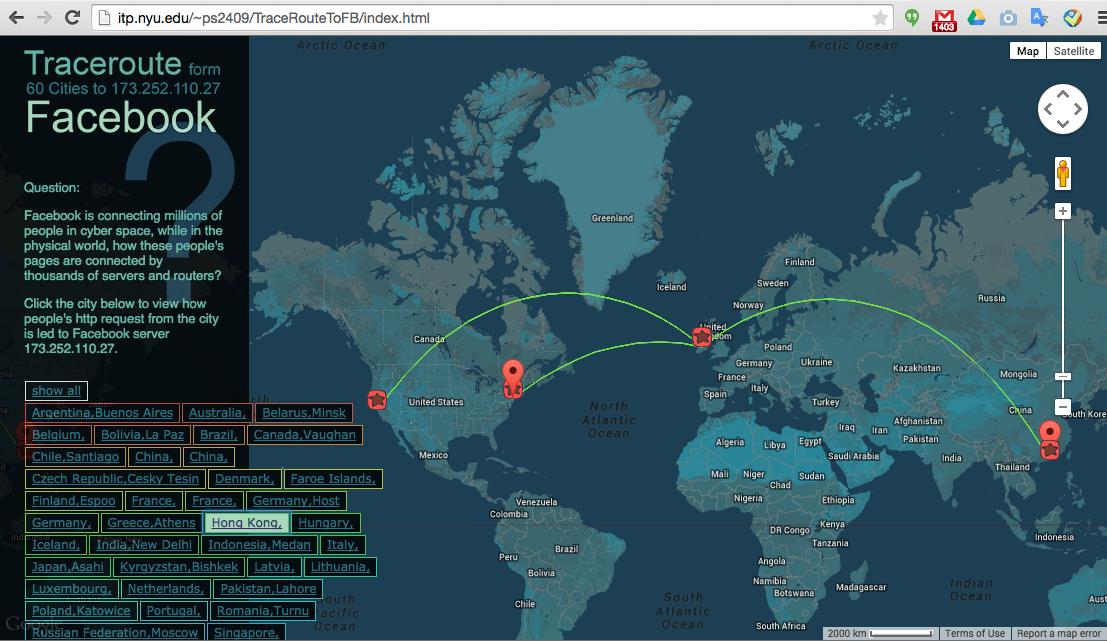 itp.nyu.edu/~ps2409/TraceRouteToFB/index.html
1403
Traceroute form
60 Cities to 173.252.110.27
Facebook
?
Question:
Facebook is connecting millions of
people in cyber space, while in the
physical world, how these people's
pages are connected by
thousands of servers and routers?
Click the city below to view how
people's http request from the city
is led to Facebook server
173.252.110.27.
show all
Argentina,Buenos Aires Australia, Belarus,Minsk
Belgium, Bolivia,La Paz Brazil, Canada,Vaughan
Chile,Santiago China, China,
Czech Republic,Cesky Tesin Denmark, Faroe Islands,
Finland,Espoo France, France, Germany,Host
Germany, Greece,Athens Hong Kong, Hungary,
Iceland, India,New Delhi Indonesia,Medan Italy,
Japan,Asahi Kyrgyzstan,Bishkek Latvia, Lithuania,
Luxembourg, Netherlands, Pakistan,Lahore
Poland,Katowice Portugal, Romania,Turnu
Russian Federation,Moscow Singapore,
Arctic Ocean
Arctic Ocean
Map Satellite
Greenland
Iceland
Finland
Sweden
Norway
Russia
United
Kingdom
Canada
Poland
Germany
Ukraine
France
Kazakhstan
Mongolia
Italy
Spain
Turkey
United States
China
South Kore
North
Atlantic
Ocean
Afghanistan
Iraq
Iran
Pakistan
Algeria
Libya
Egypt
Saudi Arabia
India
Mexico
Thailand
Mali
Niger
Chad
Sudan
Nigeria
Ethiopia
Venezuela
Colombia
DR Congo
Kenya
Tanzania
Indonesia
Peru
Brazil
Bolivia
Angola
Namibia
Botswana
Madagascar
Indian
Ocean
Chile
South
Atlantic
Ocean
South Africa
South
Pacific
Ocean
Aust
Google
2000 km Terms of Use Report a map error